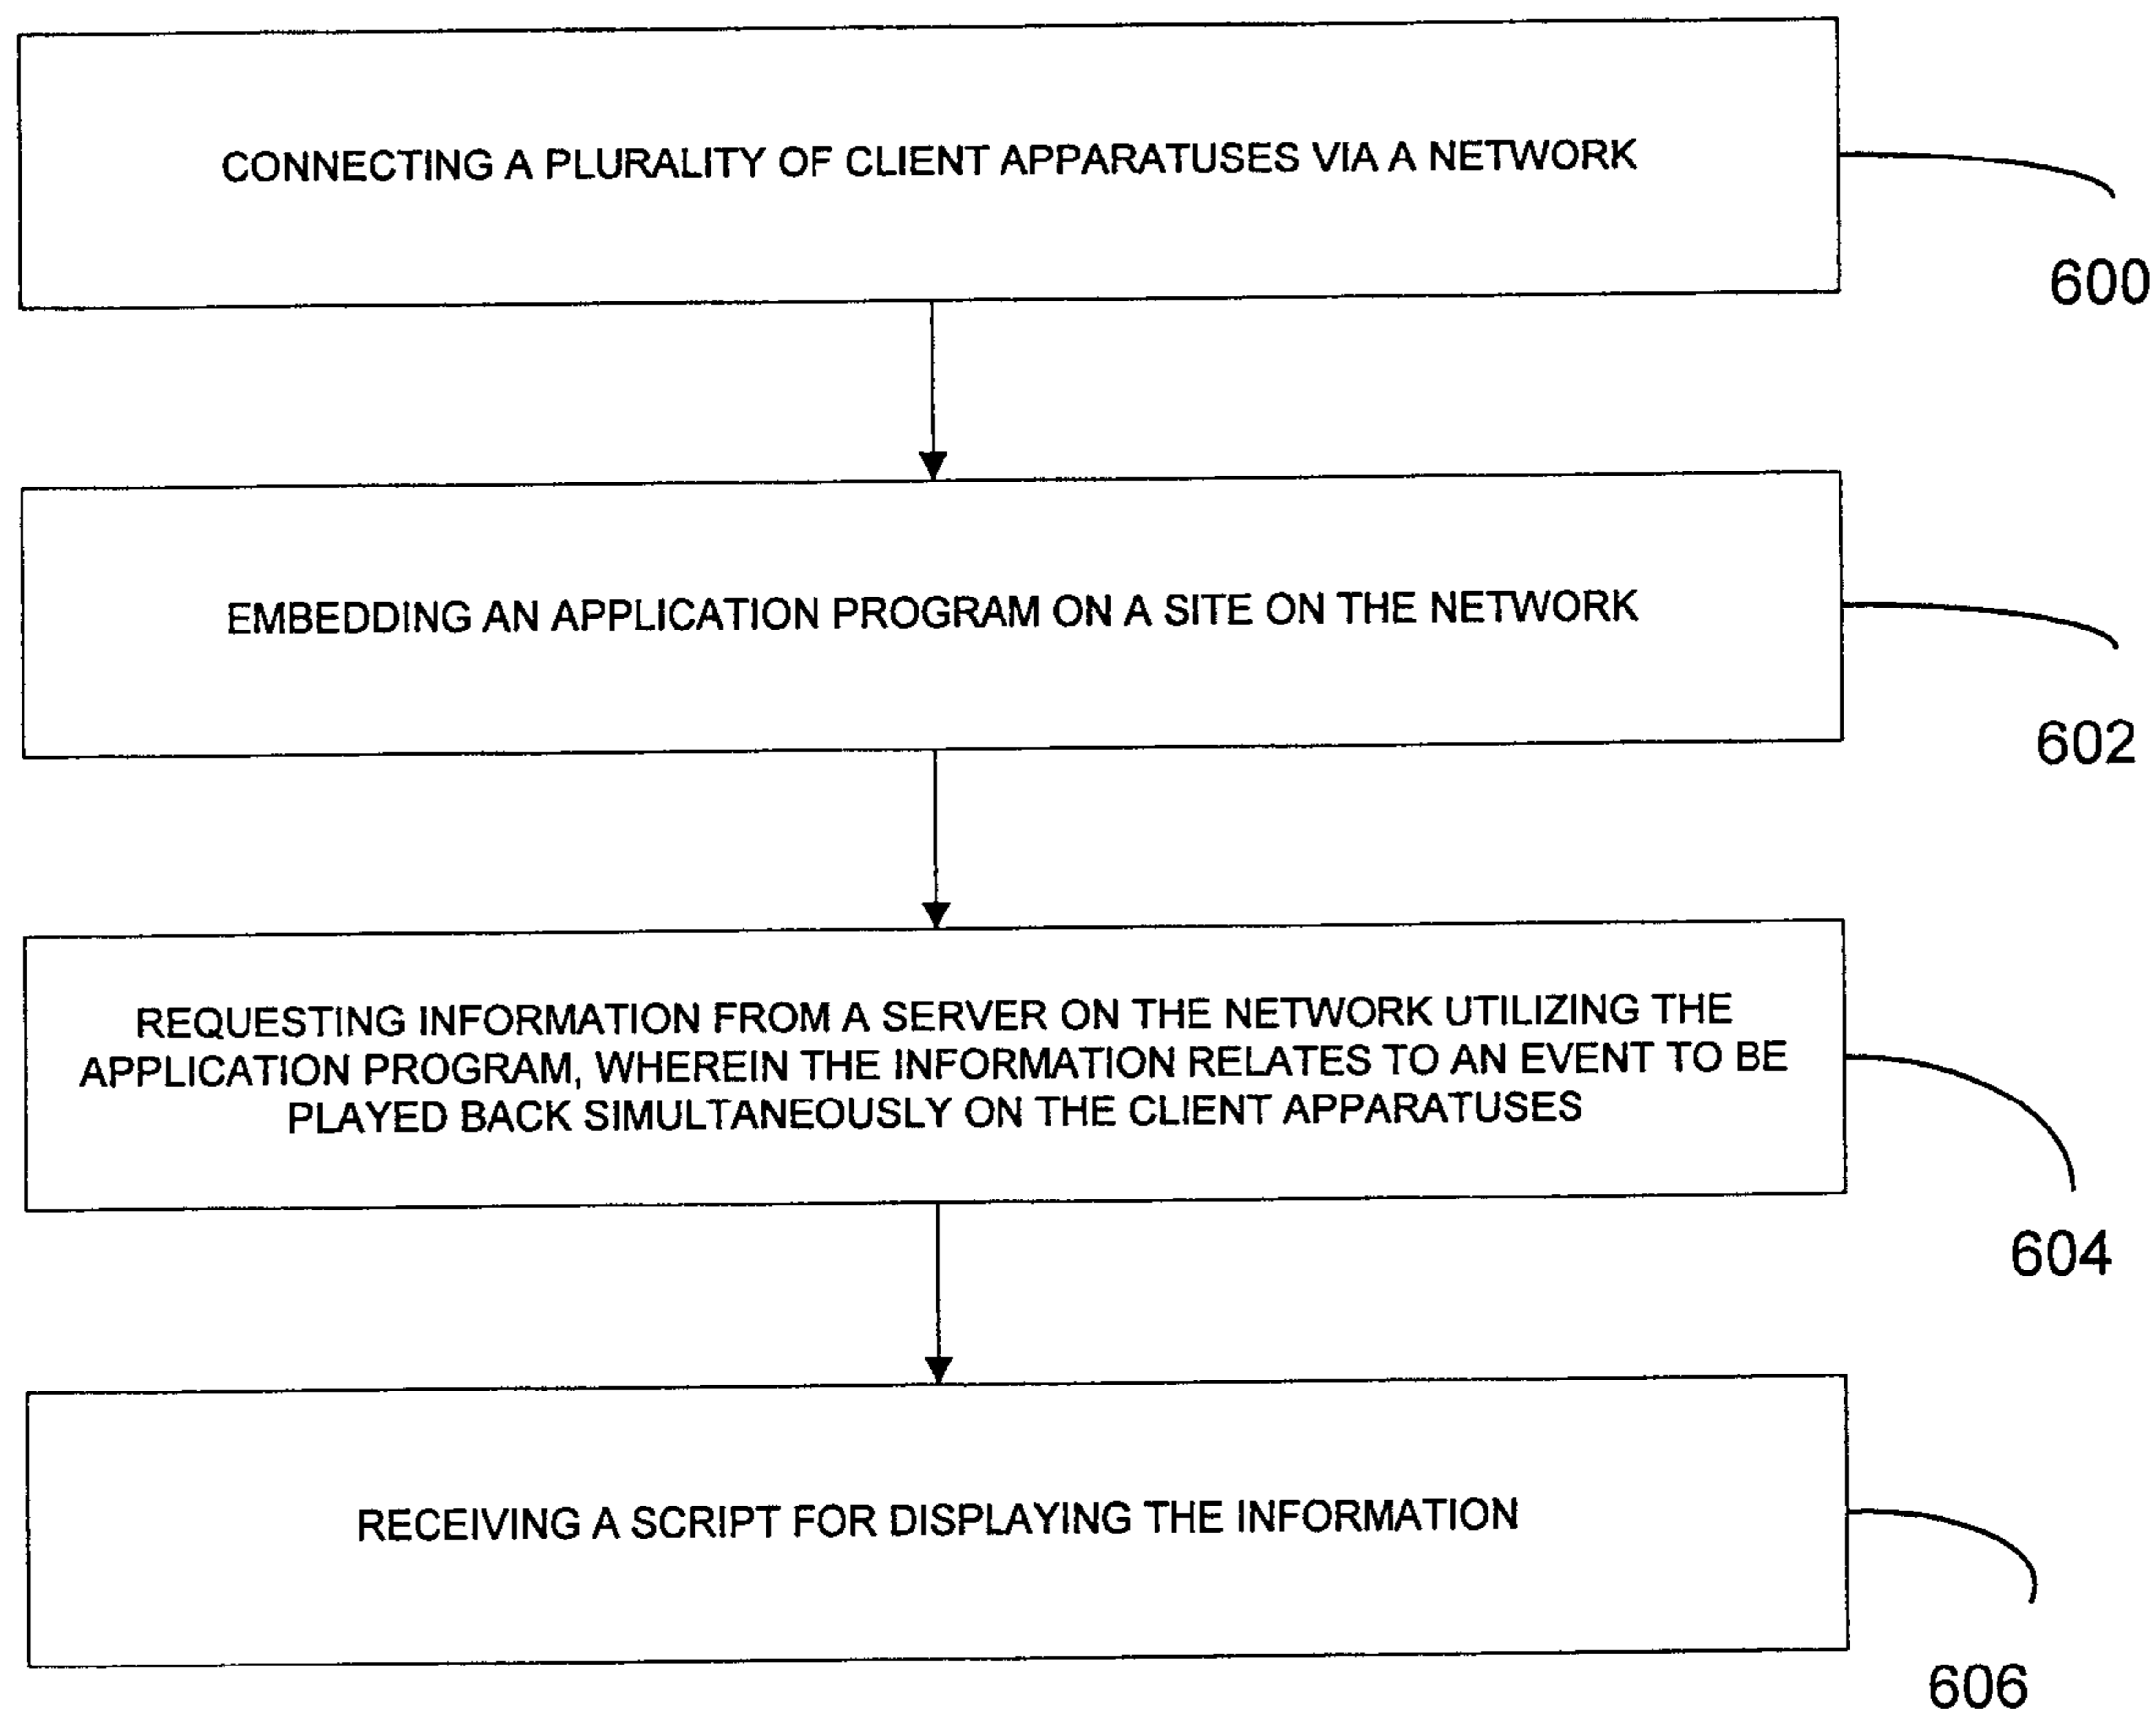 CONNECTING A PLURALITY OF CLIENT APPARATUSES VIA A NETWORK
600
EMBEDDING AN APPLICATION PROGRAM ON A SITE ON THE NETWORK
602
REQUESTING INFORMATION FROM A SERVER ON THE NETWORK UTILIZING THE
APPLICATION PROGRAM, WHEREIN THE INFORMATION RELATES TO AN EVENT TO BE
PLAYED BACK SIMULTANEOUSLY ON THE CLIENT APPARATUSES
604
RECEIVING A SCRIPT FOR DISPLAYING THE INFORMATION
606